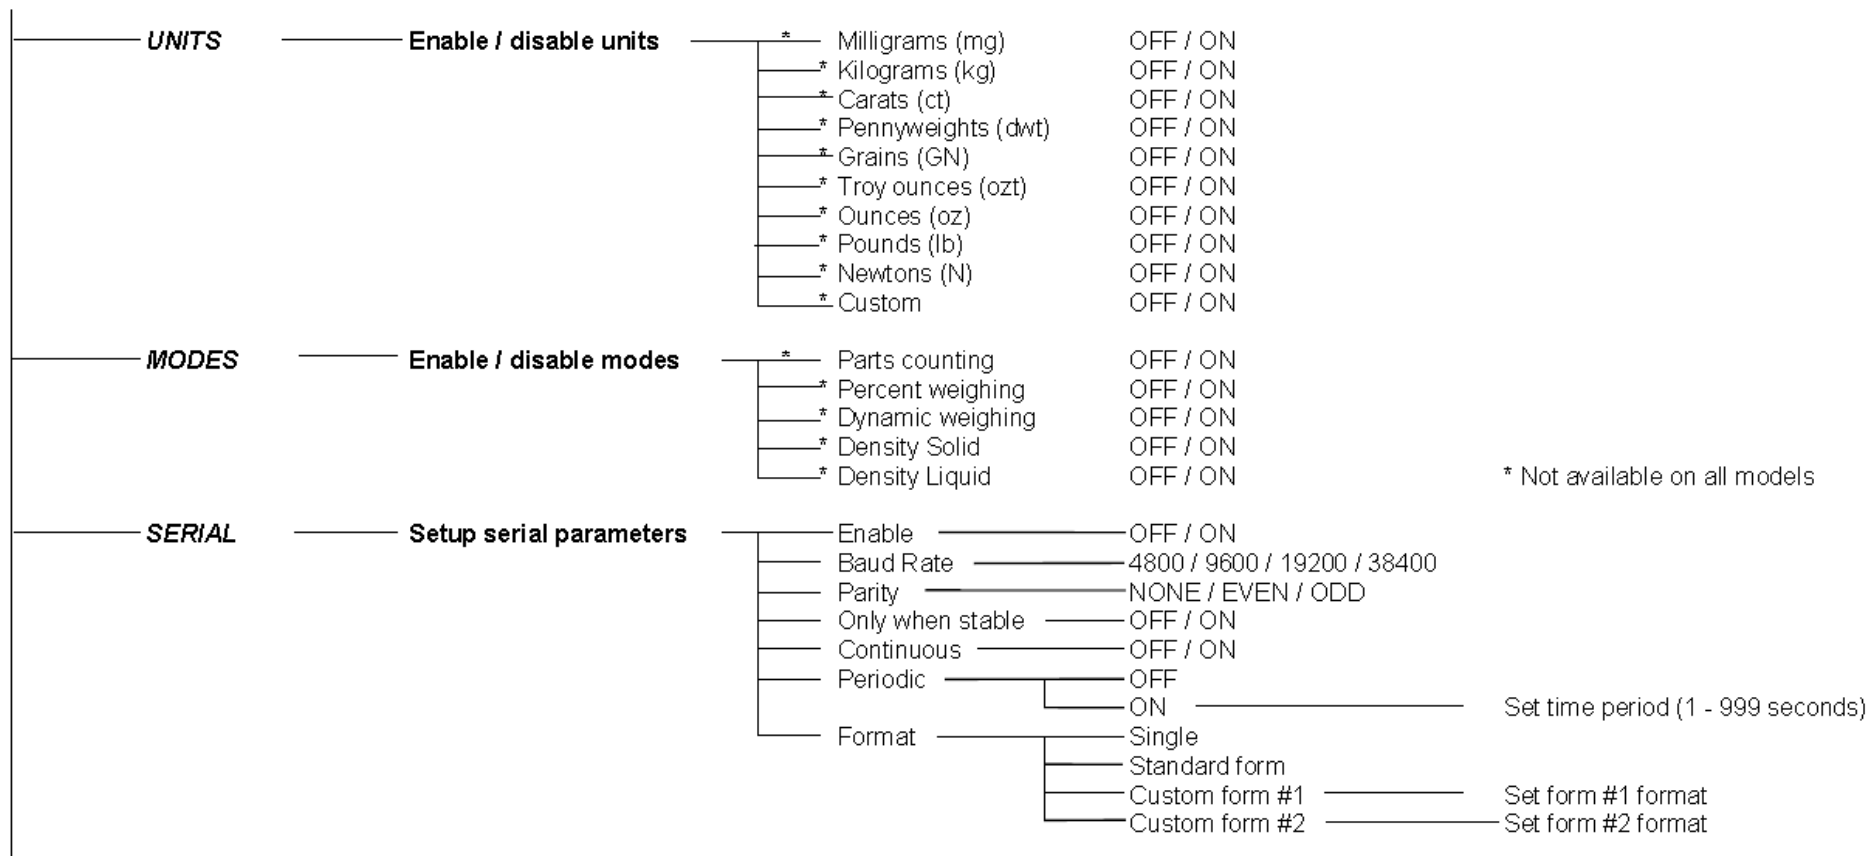 UNITS Enable / disable units * Milligrams (mg) OFF / ON
* Kilograms (kg) OFF / ON
* Carats (ct) OFF / ON
* Pennyweights (dwt) OFF / ON
* Grains (GN) OFF / ON
* Troy ounces (ozt) OFF / ON
* Ounces (oz) OFF / ON
* Pounds (lb) OFF / ON
* Newtons (N) OFF / ON
* Custom OFF / ON
MODES Enable / disable modes * Parts counting OFF / ON
* Percent weighing OFF / ON
* Dynamic weighing OFF / ON
* Density Solid OFF / ON
* Density Liquid OFF / ON * Not available on all models
SERIAL Setup serial parameters Enable OFF / ON
Baud Rate 4800 / 9600 / 19200 / 38400
Parity NONE / EVEN / ODD
Only when stable OFF / ON
Continuous OFF / ON
Periodic OFF
ON Set time period (1 - 999 seconds)
Format Single
Standard form
Custom form #1 Set form #1 format
Custom form #2 Set form #2 format